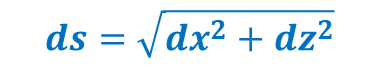 ds = √(dx² + dz²)